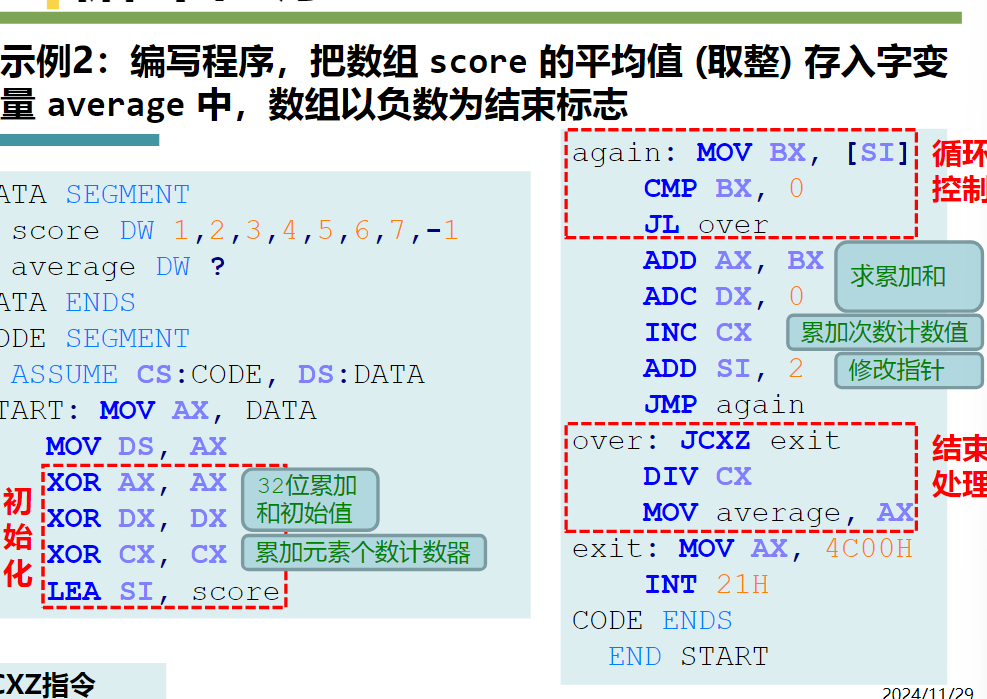 示例2：编写程序，把数组 score 的平均值 (取整) 存入字变
量 average 中，数组以负数为结束标志
ATA SEGMENT
score DW 1,2,3,4,5,6,7,-1
average DW ?
ATA ENDS
ODE SEGMENT
ASSUME CS:CODE, DS:DATA
TART: MOV AX, DATA
MOV DS, AX
初始化
XOR AX, AX
XOR DX, DX
32位累加
和初始值
XOR CX, CX
累加元素个数计数器
LEA SI, score
CXZ指令
again: MOV BX, [SI]
CMP BX, 0
JL over
循环
控制
ADD AX, BX
ADC DX, 0
求累加和
INC CX
累加次数计数值
ADD SI, 2
修改指针
JMP again
over: JCXZ exit
DIV CX
MOV average, AX
结束
处理
exit: MOV AX, 4C00H
INT 21H
CODE ENDS
END START
2024/11/29